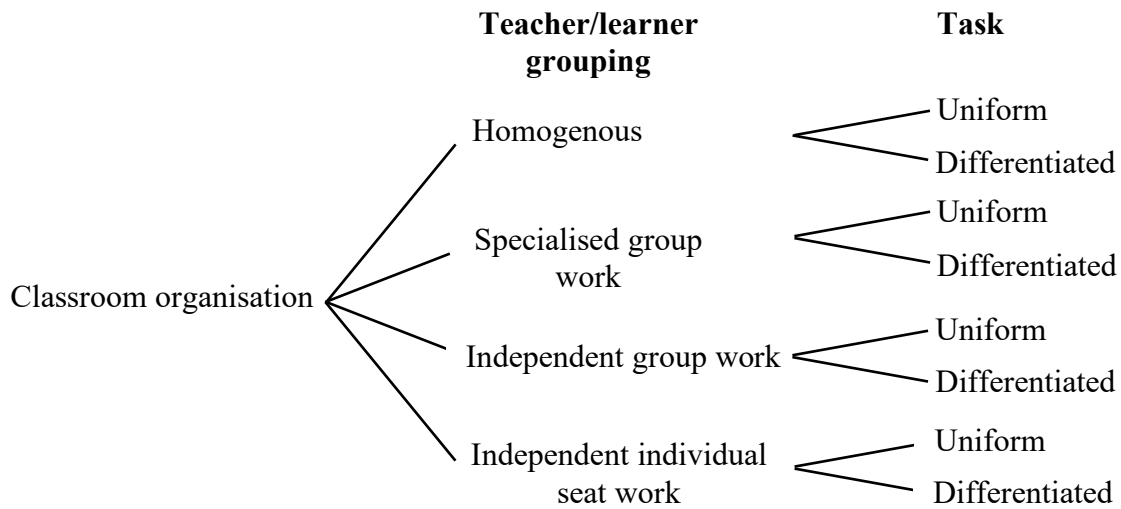 Teacher/learner
grouping
Task
Homogenous
Uniform
Differentiated
Specialised group
work
Uniform
Differentiated
Classroom organisation
Independent group work
Uniform
Differentiated
Independent individual
seat work
Uniform
Differentiated